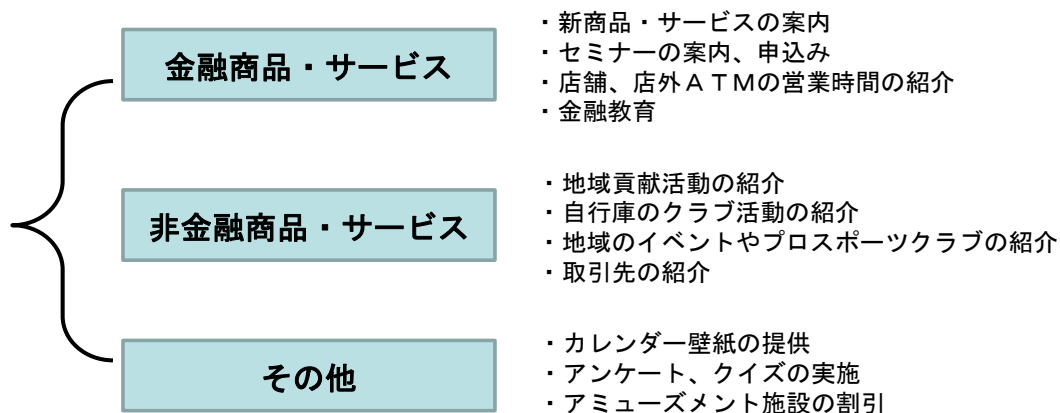 金融商品・サービス
・新商品・サービスの案内
・セミナーの案内、申込み
・店舗、店外ＡＴＭの営業時間の紹介
・金融教育
非金融商品・サービス
・地域貢献活動の紹介
・自行庫のクラブ活動の紹介
・地域のイベントやプロスポーツクラブの紹介
・取引先の紹介
その他
・カレンダー壁紙の提供
・アンケート、クイズの実施
・アミューズメント施設の割引